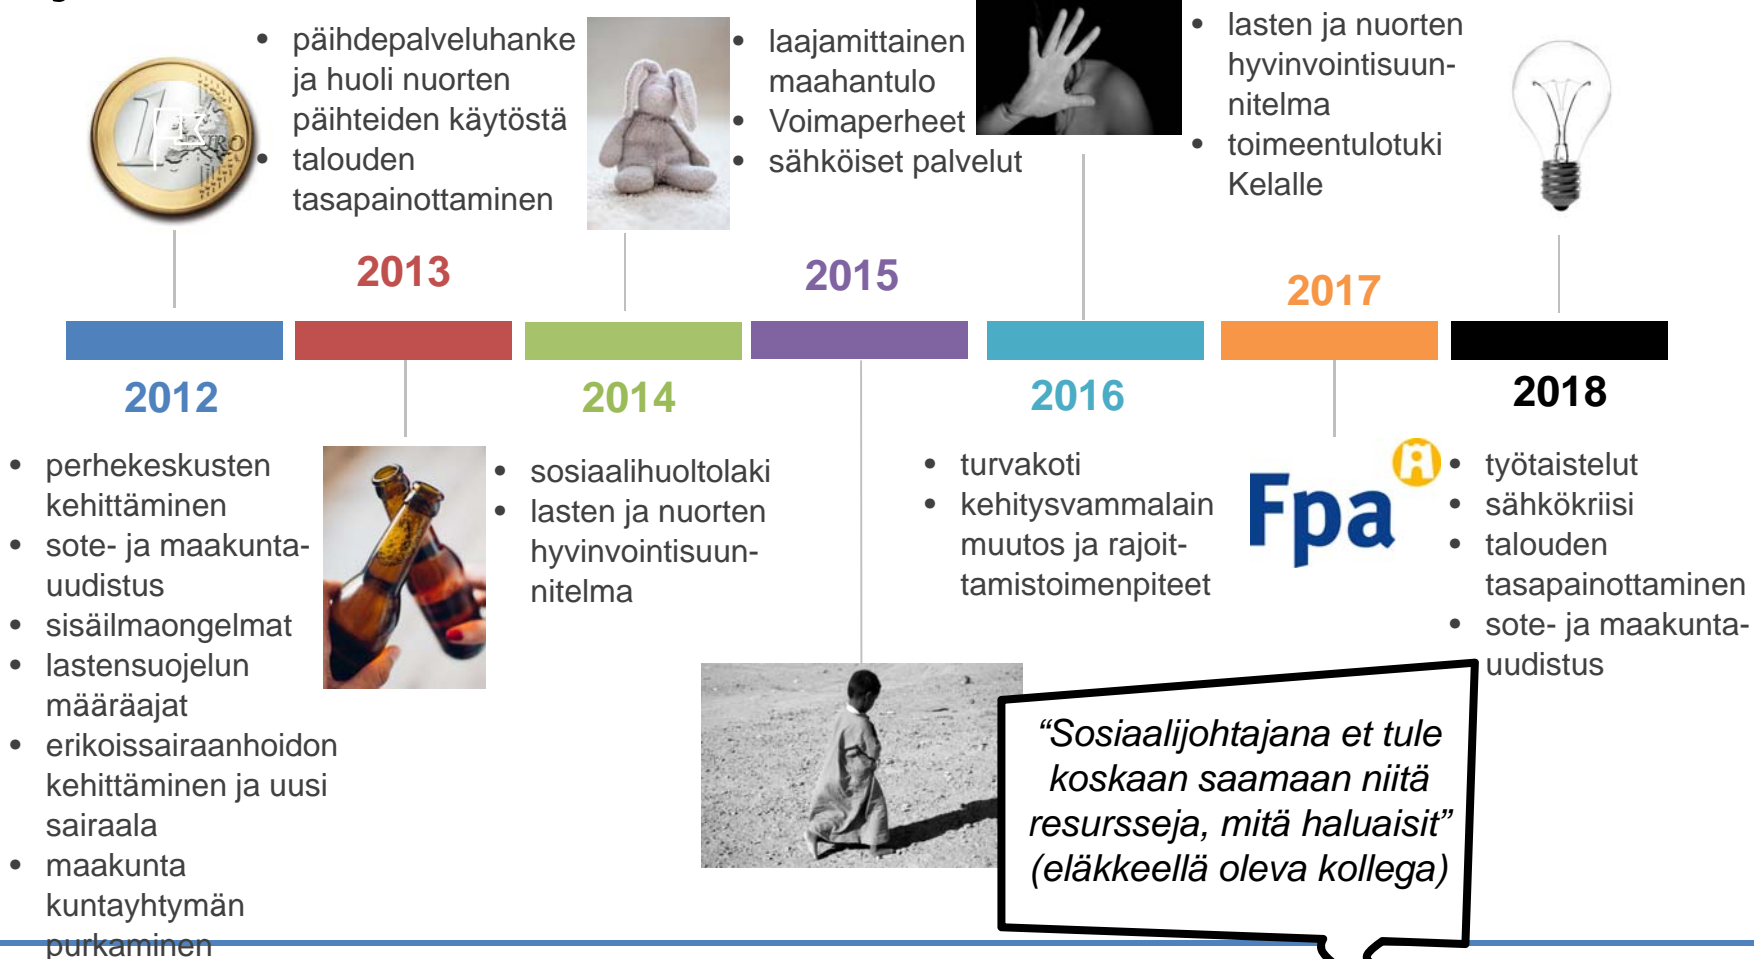 • päihdepalveluhanke
ja huoli nuorten
päihteiden käytöstä
• talouden
tasapainottaminen
• laajamittainen
maahantulo
• Voimaperheet
• sähköiset palvelut
• lasten ja nuorten
hyvinvointisuun-
nitelma
• toimeentulotuki
Kelalle
2013
2015
2017
2012
2014
2016
2018
• perhekeskusten
kehittäminen
• sote- ja maakunta-
uudistus
• sisäilmaongelmat
• lastensuojelun
määräajat
• erikoissairaanhoidon
kehittäminen ja uusi
sairaala
• maakunta
kuntayhtymän
purkaminen
• sosiaalihuoltolaki
• lasten ja nuorten
hyvinvointisuun-
nitelma
• turvakoti
• kehitysvammalain
muutos ja rajoit-
tamistoimenpiteet
Fpa
• työtaistelut
• sähkökriisi
• talouden
tasapainottaminen
• sote- ja maakunta-
uudistus
“Sosiaalijohtajana et tule
koskaan saamaan niitä
resursseja, mitä haluaisit”
(eläkkeellä oleva kollega)